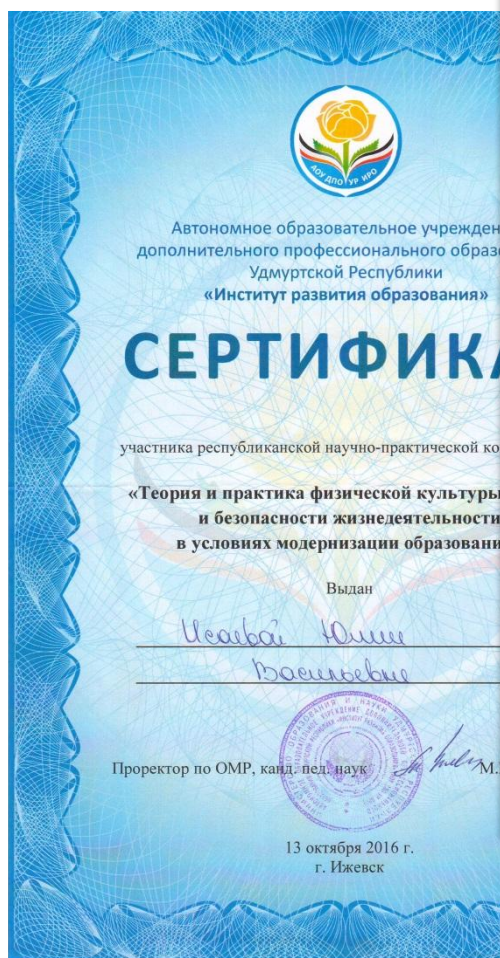 АОУ ДПО УР ИРО
Автономное образовательное учрежден
дополнительного профессионального образо
Удмуртской Республики
«Институт развития образования»
СЕРТИФИКА
участника республиканской научно-практической ко
«Теория и практика физической культуры
и безопасности жизнедеятельности
в условиях модернизации образовани
Выдан
Исаевой Юлии
Васильевне
Проректор по ОМР, канд. пед. наук М.
13 октября 2016 г.
г. Ижевск